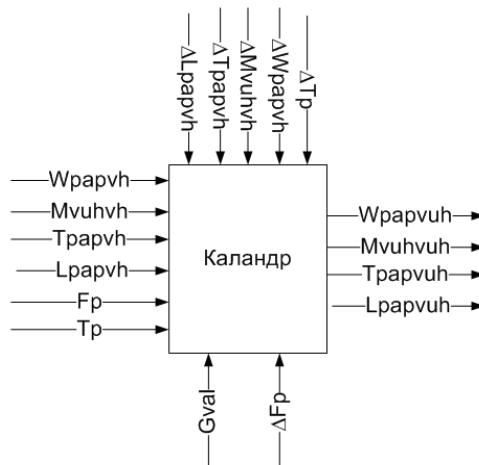 ΔLpapvh
ΔTpapvh
ΔMvuhvh
ΔWpapvh
ΔTp
Wpapvh
Mvuhvh
Tpapvh
Lpapvh
Fp
Tp
Каландр
Wpapvuh
Mvuhvuh
Tpapvuh
Lpapvuh
Gval
ΔFp